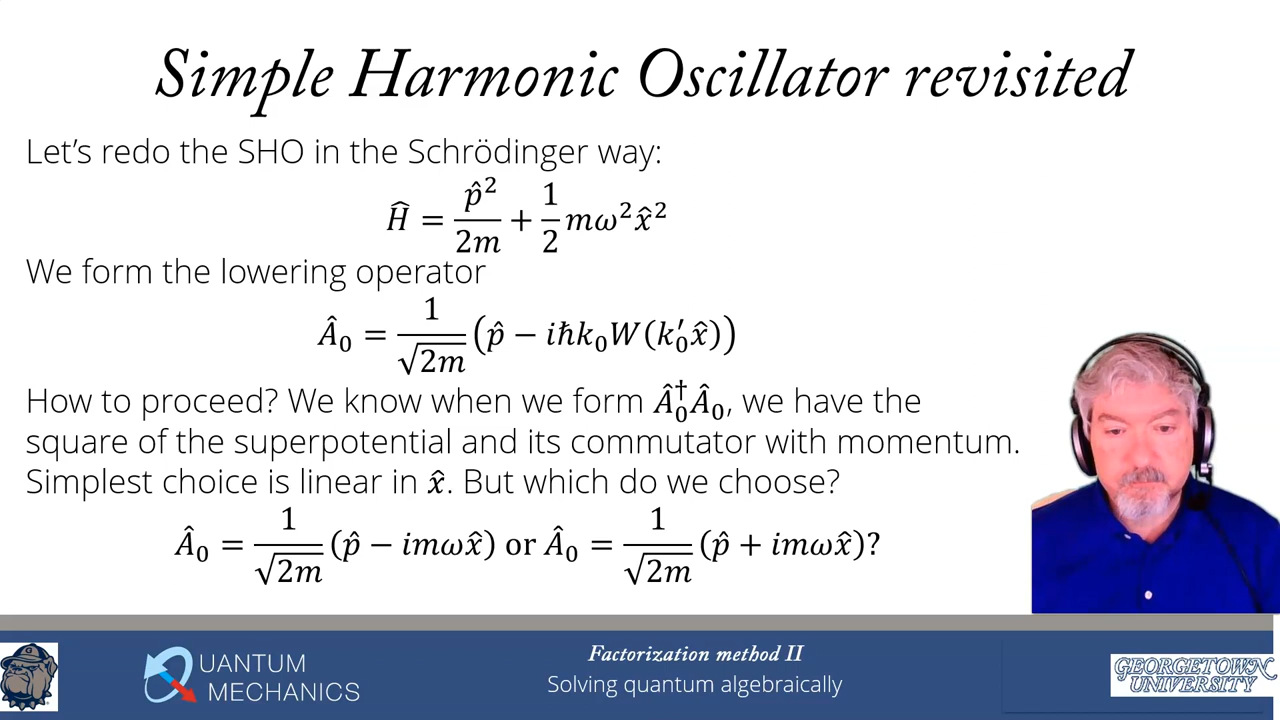 Simple Harmonic Oscillator revisited
Let's redo the SHO in the Schrödinger way:
Ĥ = p̂²/2m + 1/2 mω²x̂²
We form the lowering operator
Â₀ = 1/√2m (p̂ − iħk₀W(k₀′x̂))
How to proceed? We know when we form Â₀†Â₀, we have the
square of the superpotential and its commutator with momentum.
Simplest choice is linear in x̂. But which do we choose?
Â₀ = 1/√2m (p̂ − imωx̂) or Â₀ = 1/√2m (p̂ + imωx̂)?
QUANTUM
MECHANICS
Factorization method II
Solving quantum algebraically
GEORGETOWN
UNIVERSITY